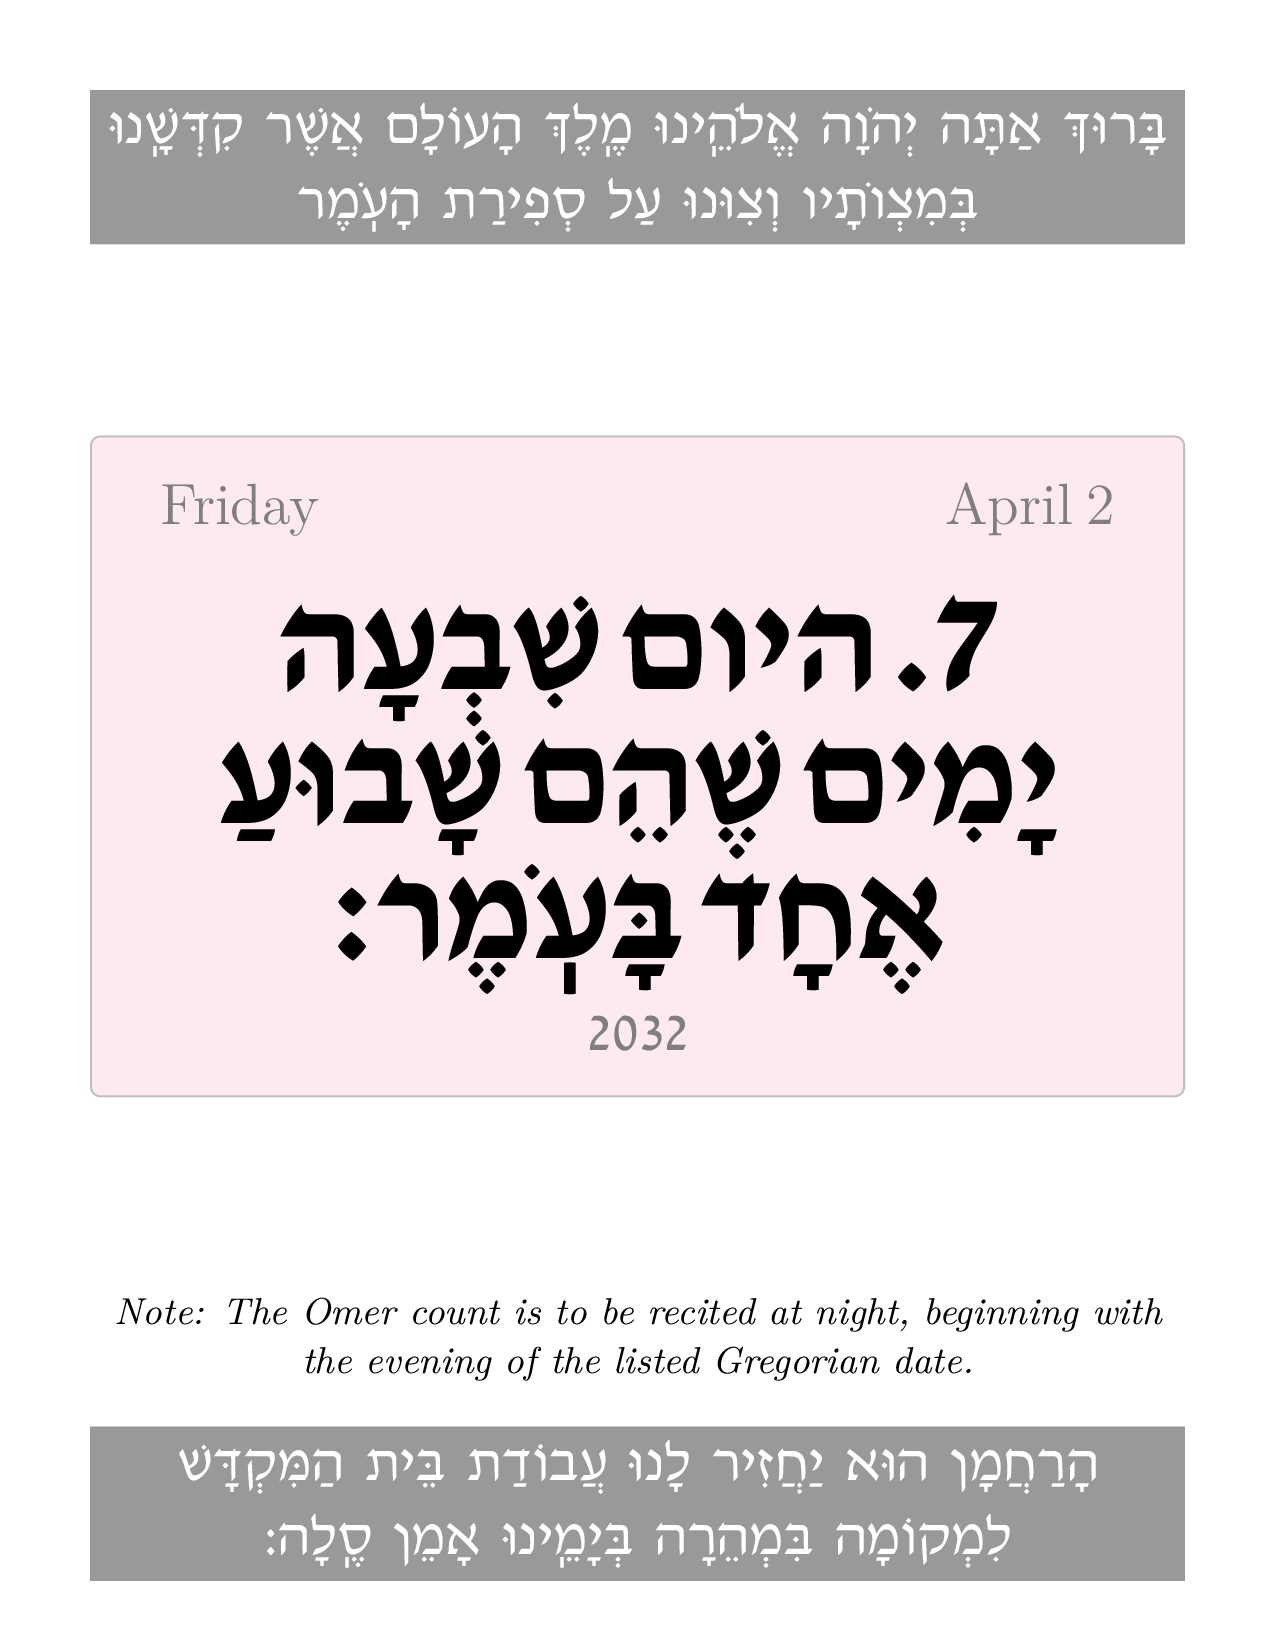 בָּרוּךְ אַתָּה יְהֹוָה אֱלֹהֵֽינוּ מֶֽלֶךְ הָעוֹלָם אֲשֶׁר קִדְּשָֽׁנוּ
בְּמִצְוֹתָיו וְצִוּנוּ עַל סְפִירַת הָעֹֽמֶר
Friday April 2
7. היום שִׁבְעָה
יָמִים שֶׁהֵם שָׁבוּעַ
אֶחָד בָּעֹֽמֶר:
2032
Note: The Omer count is to be recited at night, beginning with
the evening of the listed Gregorian date.
הָרַחֲמָן הוּא יַחֲזִיר לָנוּ עֲבוֹדַת בֵּית הַמִּקְדָּשׁ
לִמְקוֹמָהּ בִּמְהֵרָה בְּיָמֵֽינוּ אָמֵן סֶֽלָה: